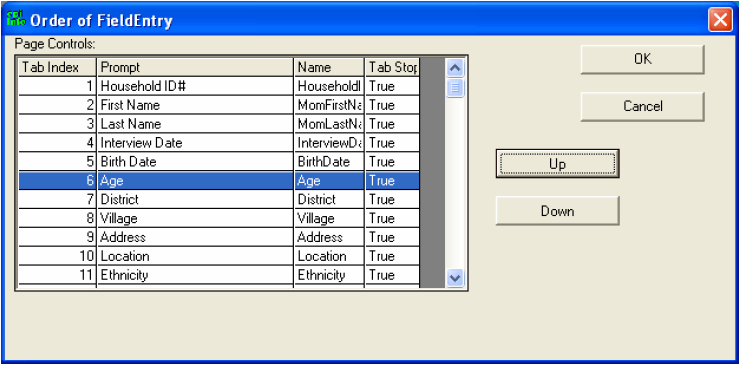 Order of FieldEntry
Page Controls:
Tab Index Prompt Name Tab Stop
1 Household ID# HouseholdI True
2 First Name MomFirstNa True
3 Last Name MomLastNa True
4 Interview Date InterviewDa True
5 Birth Date BirthDate True
6 Age Age True
7 District District True
8 Village Village True
9 Address Address True
10 Location Location True
11 Ethnicity Ethnicity True
OK
Cancel
Up
Down